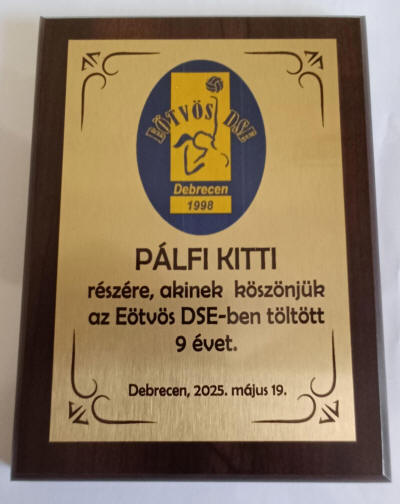 EÖTVÖS DSE
Debrecen
1998
PÁLFI KITTI
részére, akinek köszönjük
az Eötvös DSE-ben töltött
9 évet.
Debrecen, 2025. május 19.